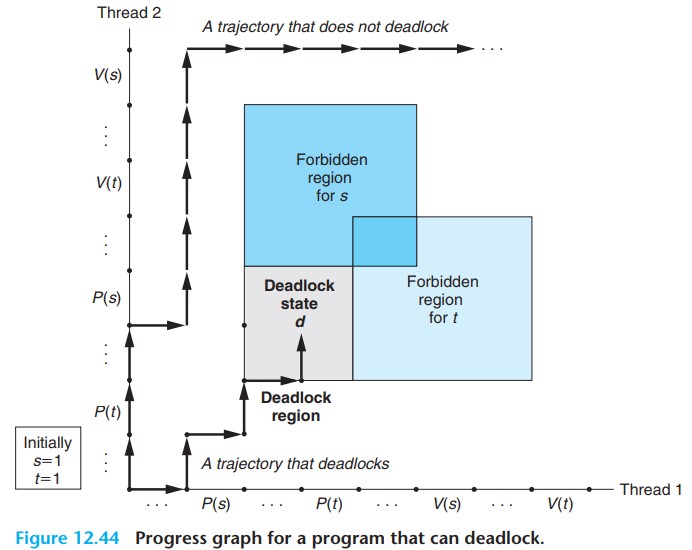 Thread 2
A trajectory that does not deadlock
. . .
V(s)
. . .
V(t)
. . .
P(s)
. . .
P(t)
. . .
Forbidden
region
for s
Forbidden
region
for t
Deadlock
state
d
Deadlock
region
Initially
s=1
t=1
A trajectory that deadlocks
Thread 1
. . . P(s) . . . P(t) . . . V(s) . . . V(t)
Figure 12.44 Progress graph for a program that can deadlock.